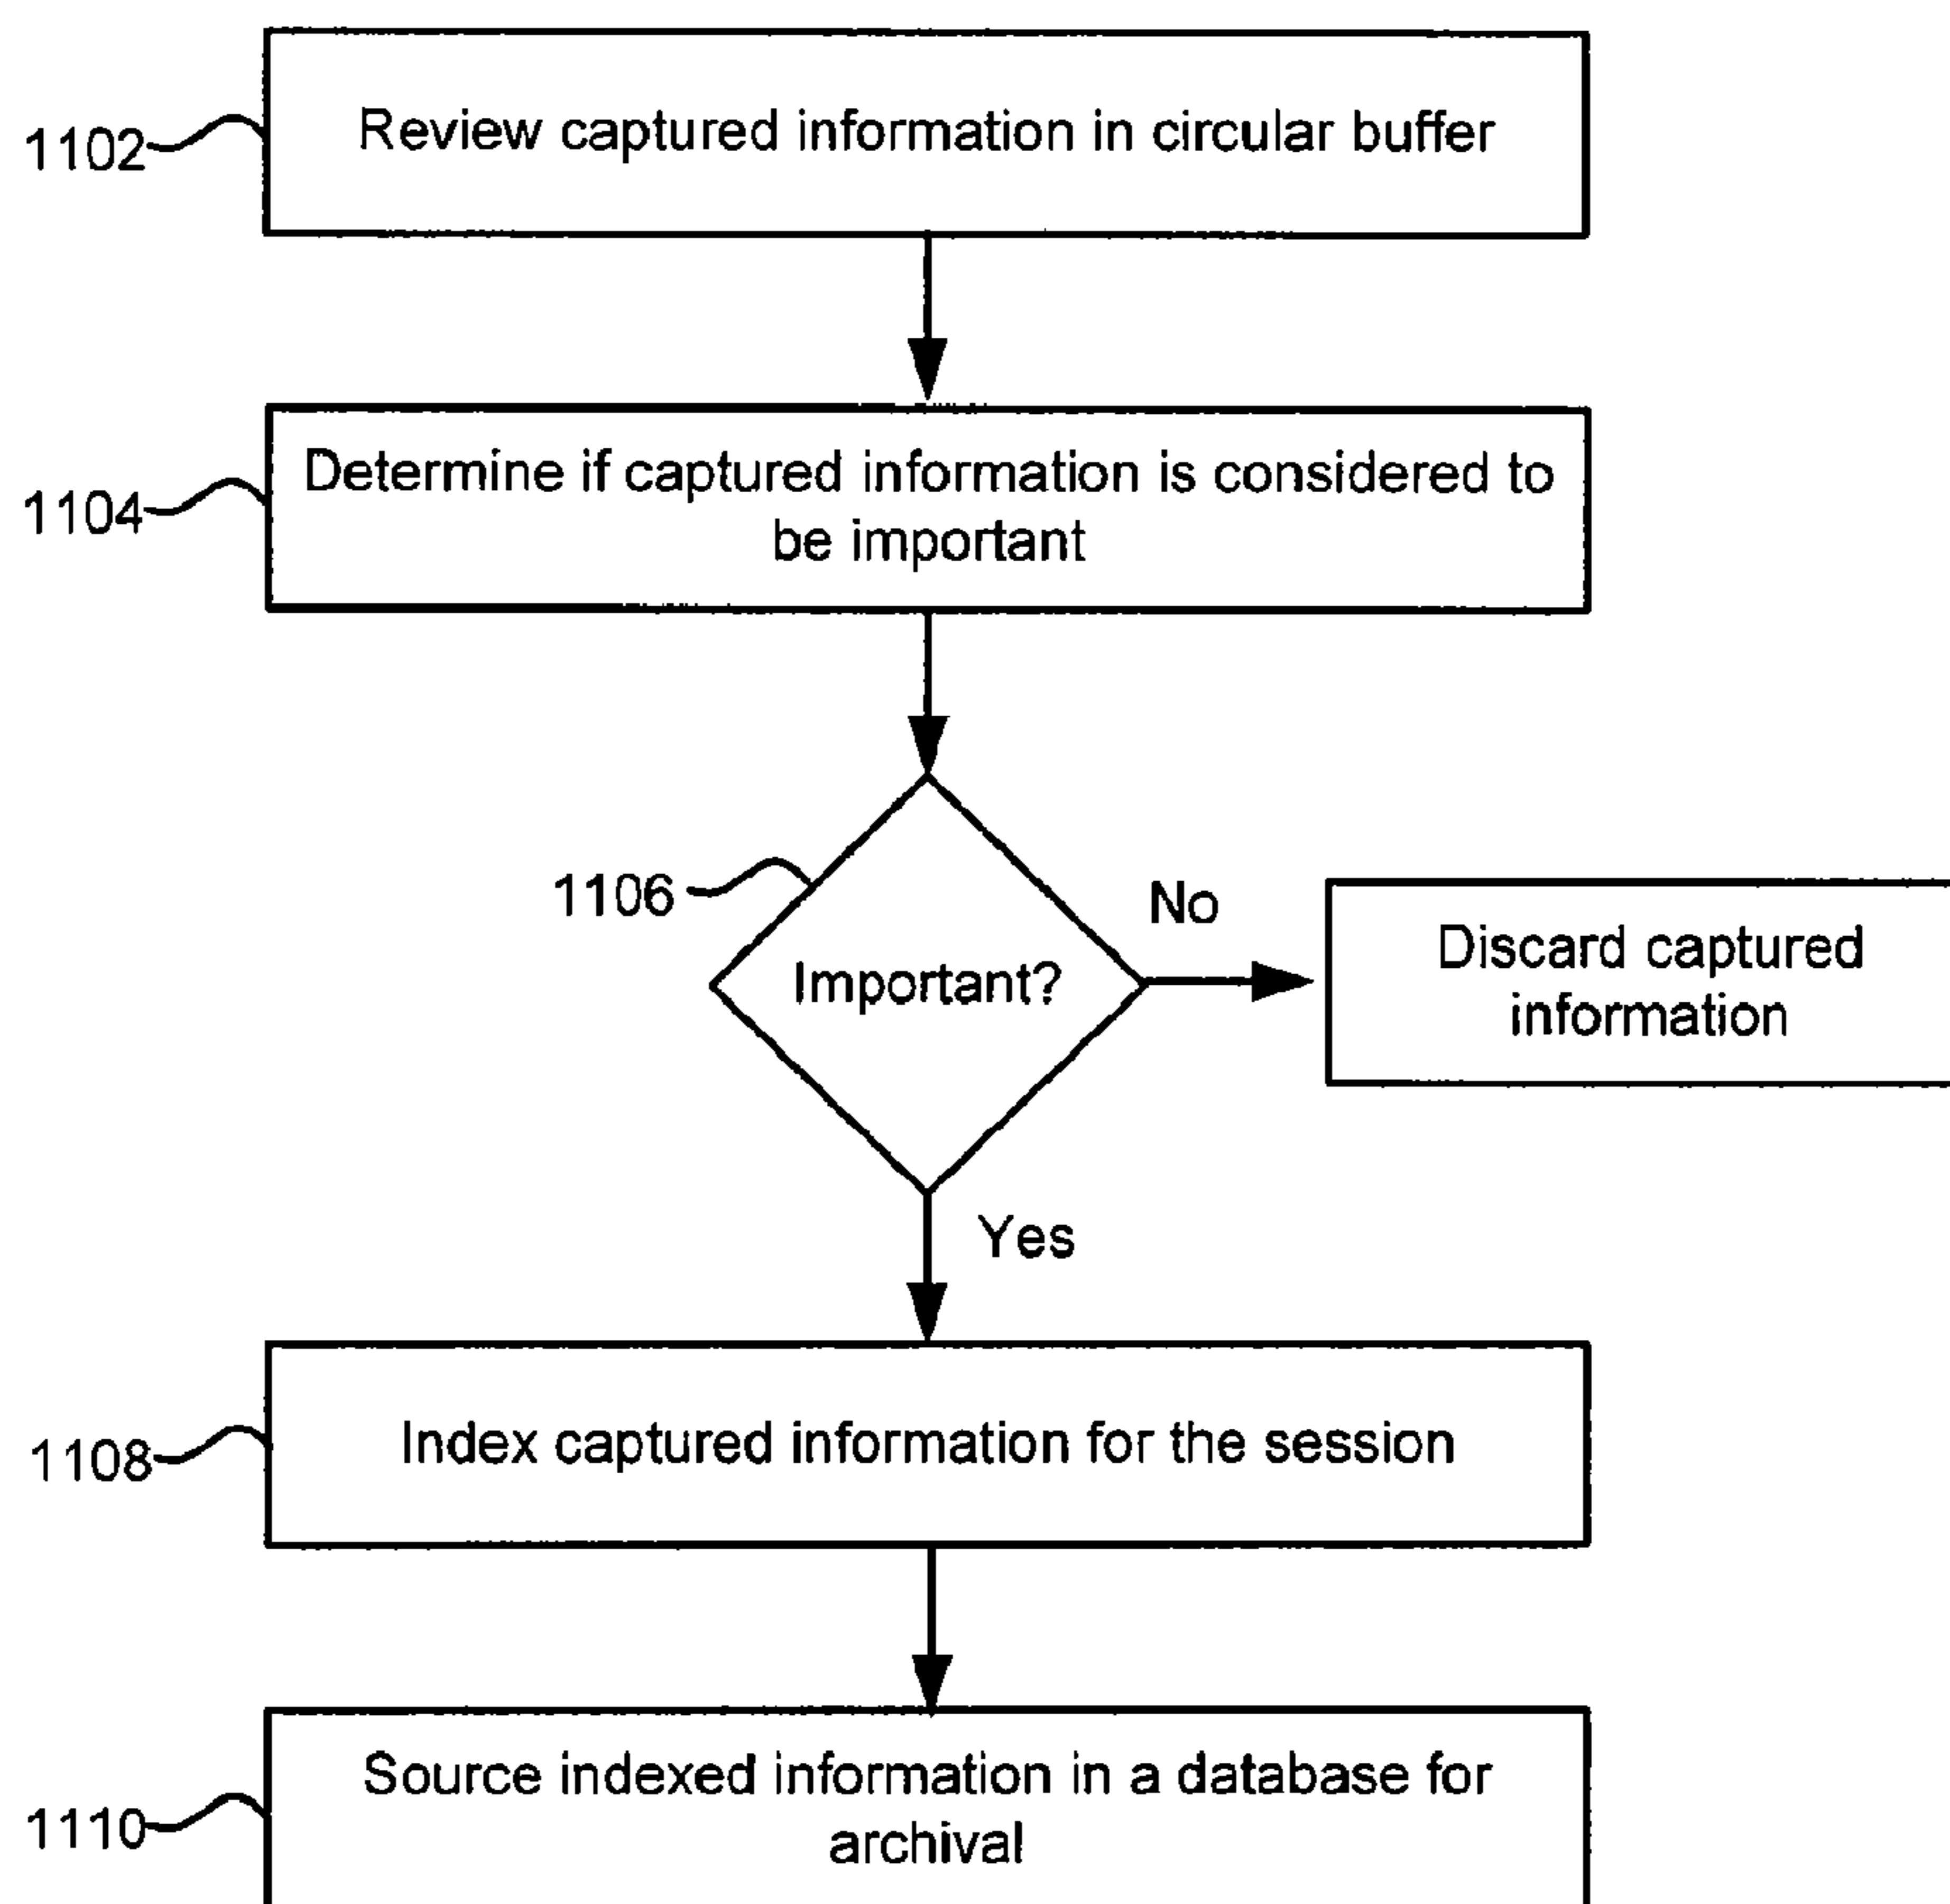 1102
Review captured information in circular buffer
1104
Determine if captured information is considered to
be important
1106
Important?
No
Discard captured
information
Yes
1108
Index captured information for the session
1110
Source indexed information in a database for
archival